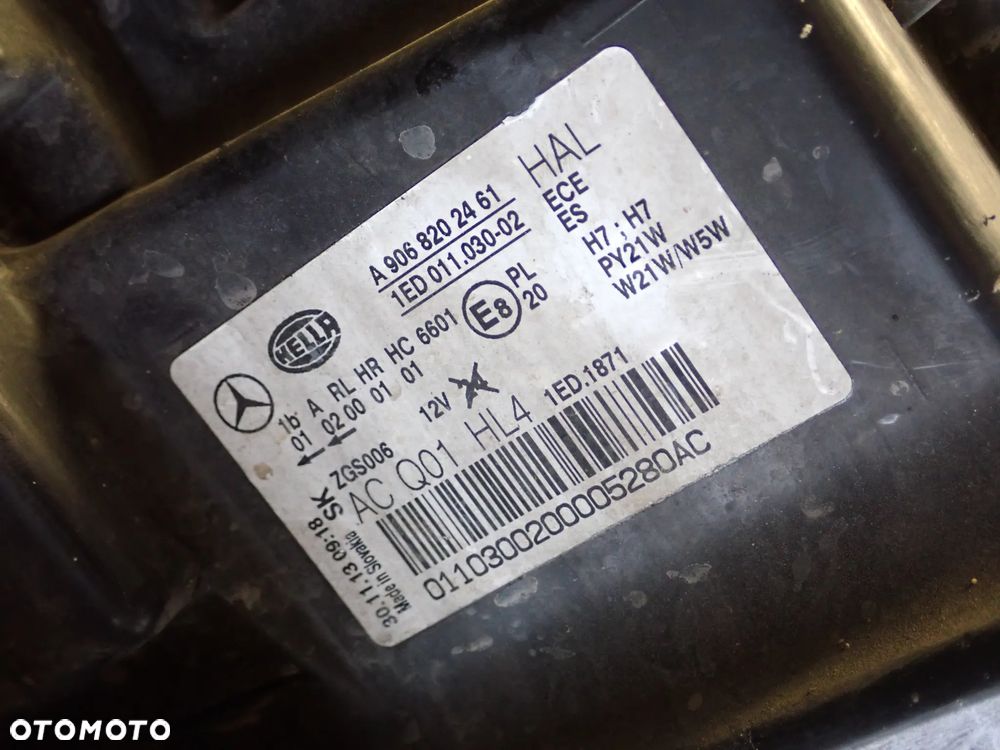 HAL
ECE
ES
A 906 820 24 61
1ED 011.030-02
H7 ; H7
PY21W
W21W/W5W
HELLA
1b A RL HR HC 6601
01 02 00 01 01
E8
PL
20
12V
ZGS006
AC Q01 HL4
1ED.1871
01103002000005280AC
SK
30.11.13 09:18
Made in Slovakia
OTOMOTO